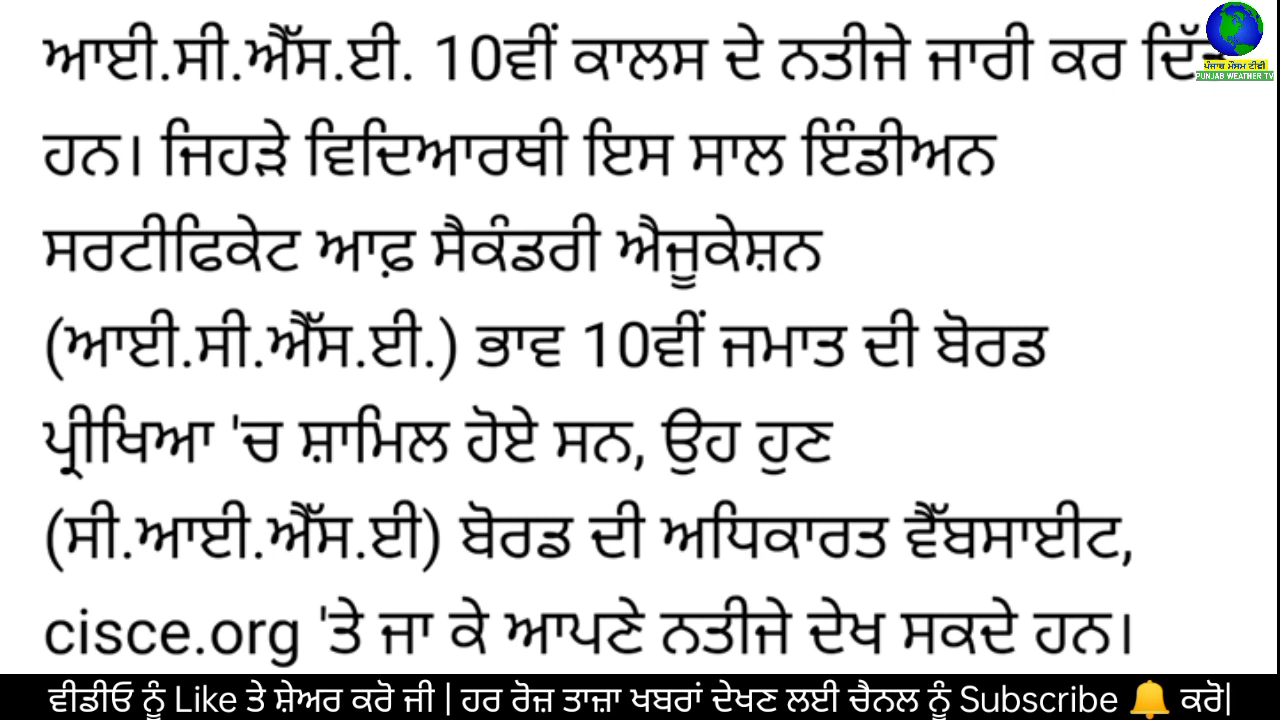 ਆਈ.ਸੀ.ਐੱਸ.ਈ. 10ਵੀਂ ਕਾਲਸ ਦੇ ਨਤੀਜੇ ਜਾਰੀ ਕਰ
ਹਨ। ਜਿਹੜੇ ਵਿਦਿਆਰਥੀ ਇਸ ਸਾਲ ਇੰਡੀਅਨ
ਸਰਟੀਫਿਕੇਟ ਆਫ਼ ਸੈਕੰਡਰੀ ਐਜੂਕੇਸ਼ਨ
(ਆਈ.ਸੀ.ਐੱਸ.ਈ.) ਭਾਵ 10ਵੀਂ ਜਮਾਤ ਦੀ ਬੋਰਡ
ਪ੍ਰੀਖਿਆ 'ਚ ਸ਼ਾਮਿਲ ਹੋਏ ਸਨ, ਉਹ ਹੁਣ
(ਸੀ.ਆਈ.ਐੱਸ.ਈ) ਬੋਰਡ ਦੀ ਅਧਿਕਾਰਤ ਵੈੱਬਸਾਈਟ,
cisce.org 'ਤੇ ਜਾ ਕੇ ਆਪਣੇ ਨਤੀਜੇ ਦੇਖ ਸਕਦੇ ਹਨ।
ਪੰਜਾਬ ਮੌਸਮ ਟੀਵੀ
PUNJAB WEATHER TV
ਵੀਡੀਓ ਨੂੰ Like ਤੇ ਸ਼ੇਅਰ ਕਰੋ ਜੀ | ਹਰ ਰੋਜ਼ ਤਾਜ਼ਾ ਖਬਰਾਂ ਦੇਖਣ ਲਈ ਚੈਨਲ ਨੂੰ Subscribe 🔔 ਕਰੋ|